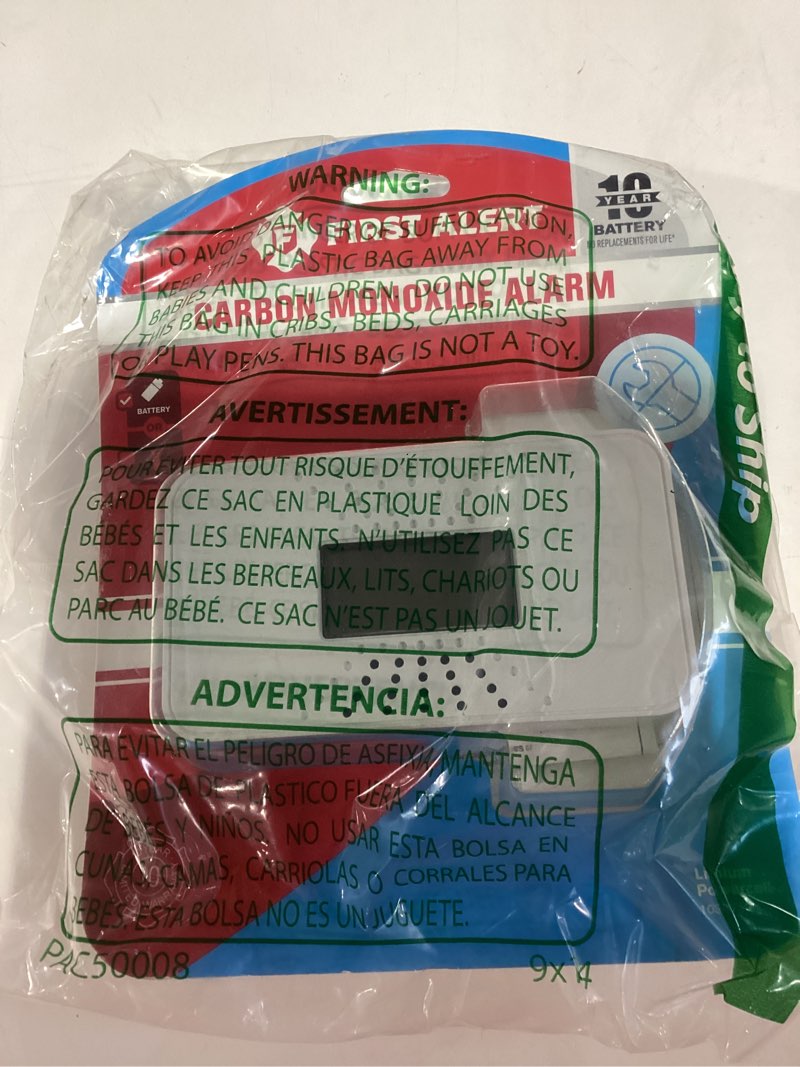 WARNING:
TO AVOID DANGER OF SUFFOCATION,
KEEP THIS PLASTIC BAG AWAY FROM
BABIES AND CHILDREN. DO NOT USE
THIS BAG IN CRIBS, BEDS, CARRIAGES
OR PLAY PENS. THIS BAG IS NOT A TOY.
FIRST ALERT
10
YEAR
BATTERY
NO REPLACEMENTS FOR LIFE*
CARBON MONOXIDE ALARM
BATTERY
to Ship
AVERTISSEMENT:
POUR ÉVITER TOUT RISQUE D'ÉTOUFFEMENT,
GARDEZ CE SAC EN PLASTIQUE LOIN DES
BÉBÉS ET LES ENFANTS. N'UTILISEZ PAS CE
SAC DANS LES BERCEAUX, LITS, CHARIOTS OU
PARC AU BÉBÉ. CE SAC N'EST PAS UN JOUET.
ADVERTENCIA:
PARA EVITAR EL PELIGRO DE ASFIXIA MANTENGA
ESTA BOLSA DE PLASTICO FUERA DEL ALCANCE
DE BEBÉS Y NIÑOS. NO USAR ESTA BOLSA EN
CUNAS, CAMAS, CARRIOLAS O CORRALES PARA
BEBÉS. ESTA BOLSA NO ES UN JUGUETE.
Lithium
PAC50008
9x14